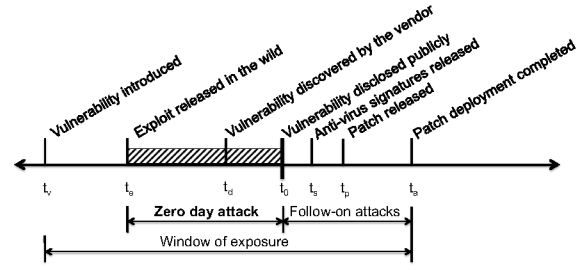 Vulnerability introduced
Exploit released in the wild
Vulnerability discovered by the vendor
Vulnerability disclosed publicly
Anti-virus signatures released
Patch released
Patch deployment completed
tv te td t0 ts tp ta
Zero day attack Follow-on attacks
Window of exposure